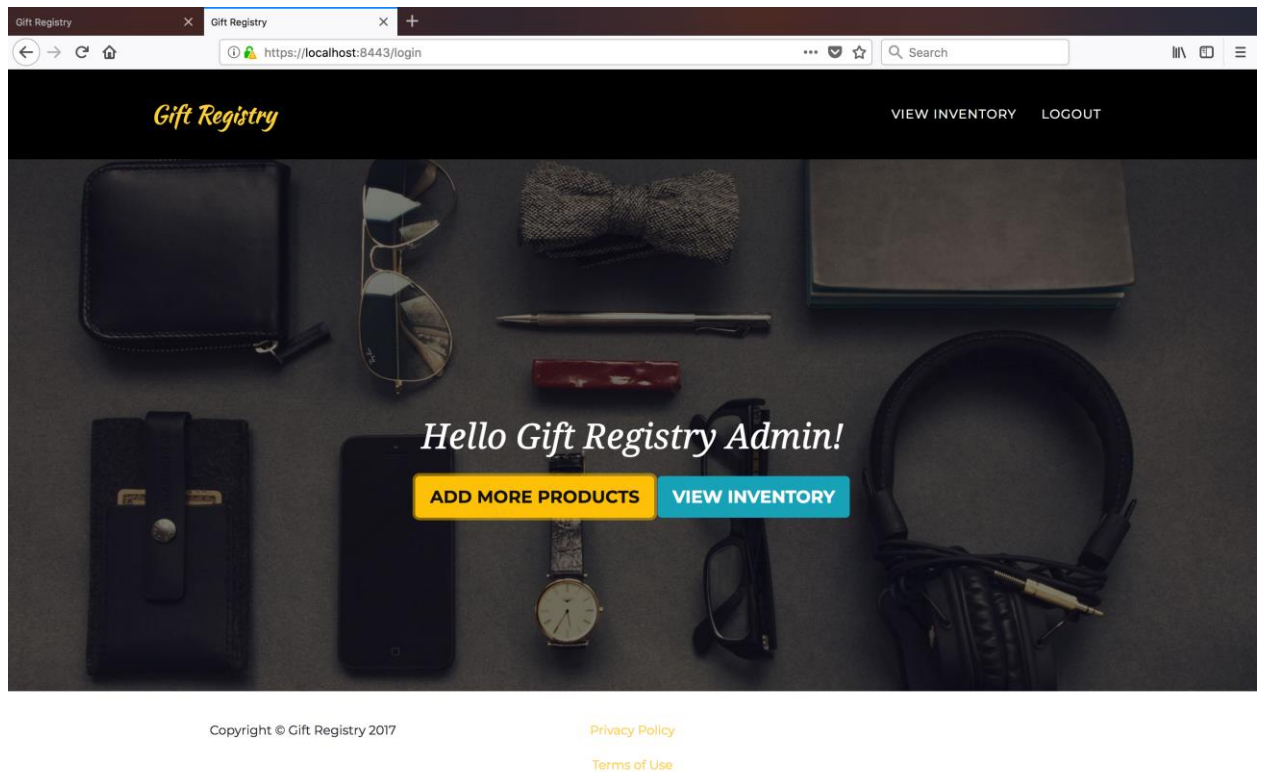 Gift Registry
Gift Registry
https://localhost:8443/login
Search
Gift Registry
VIEW INVENTORY LOGOUT
Hello Gift Registry Admin!
ADD MORE PRODUCTS VIEW INVENTORY
Copyright © Gift Registry 2017 Privacy Policy
Terms of Use